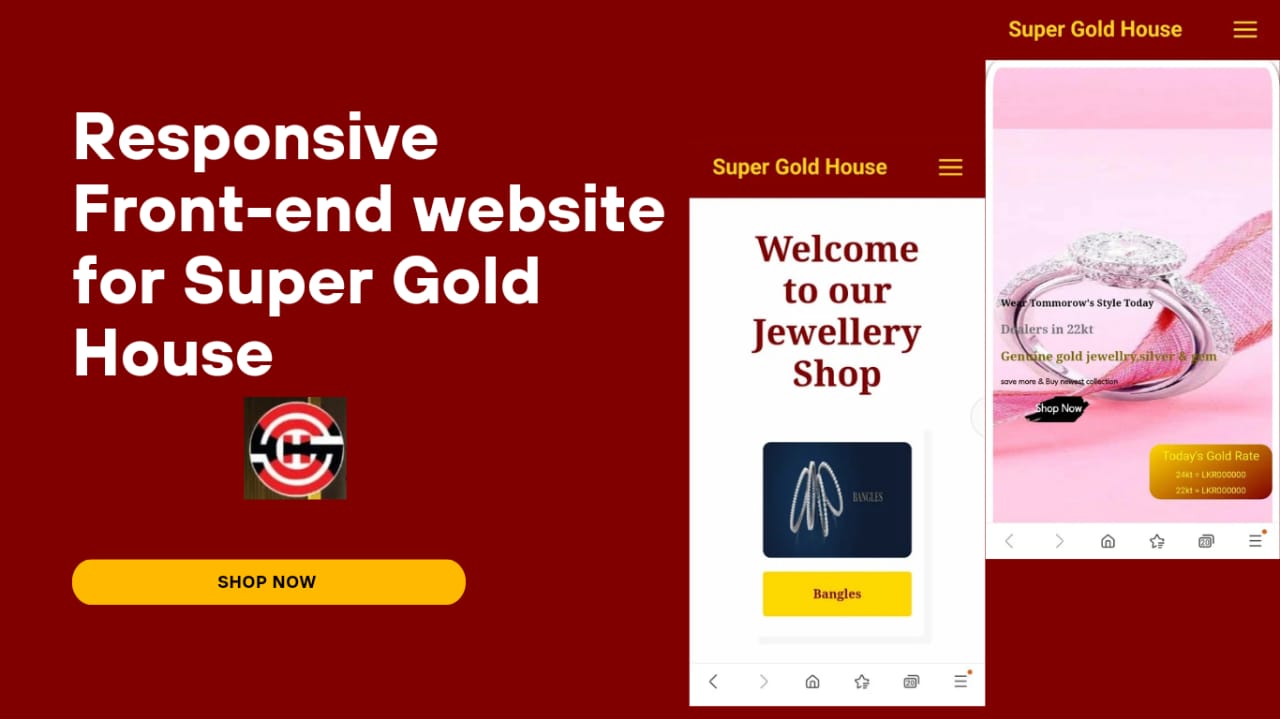 Responsive
Front-end website
for Super Gold
House
SHOP NOW
Super Gold House
Welcome
to our
Jewellery
Shop
BANGLES
Bangles
20
Super Gold House
Wear Tommorow's Style Today
Dealers in 22kt
Genuine gold jewellry,silver & gem
save more & Buy newest collection
Shop Now
Today's Gold Rate
24kt = LKR000000
22kt = LKR000000
20